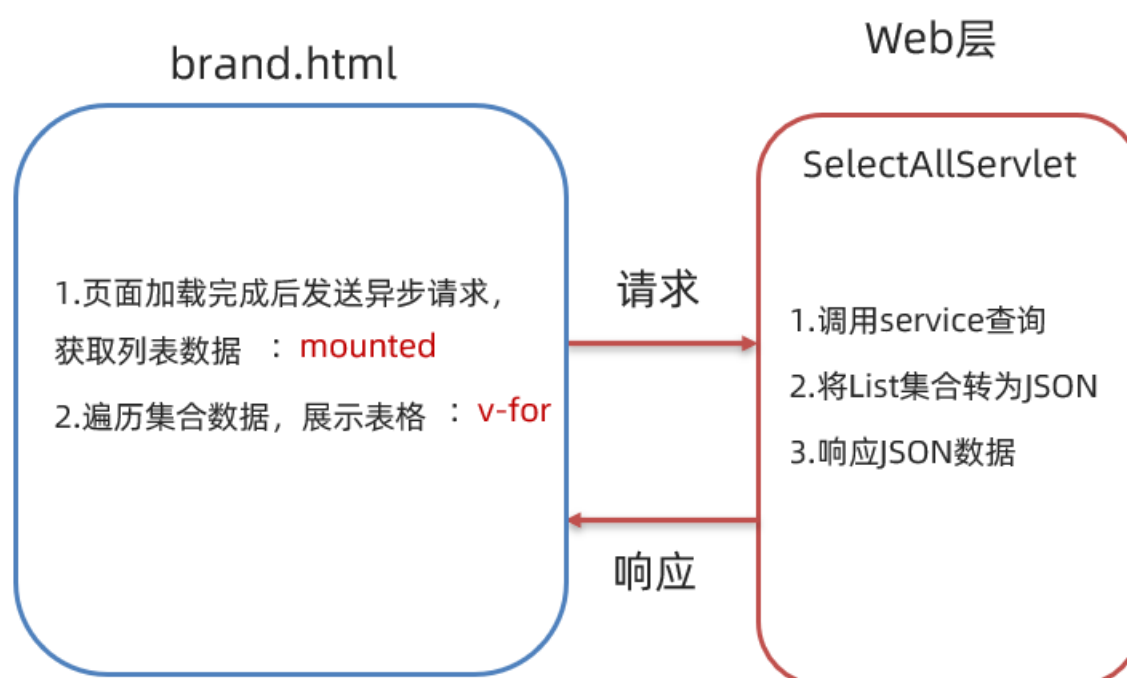 brand.html
1.页面加载完成后发送异步请求，
获取列表数据 ：mounted
2.遍历集合数据，展示表格 ：v-for
请求
响应
Web层
SelectAllServlet
1.调用service查询
2.将List集合转为JSON
3.响应JSON数据